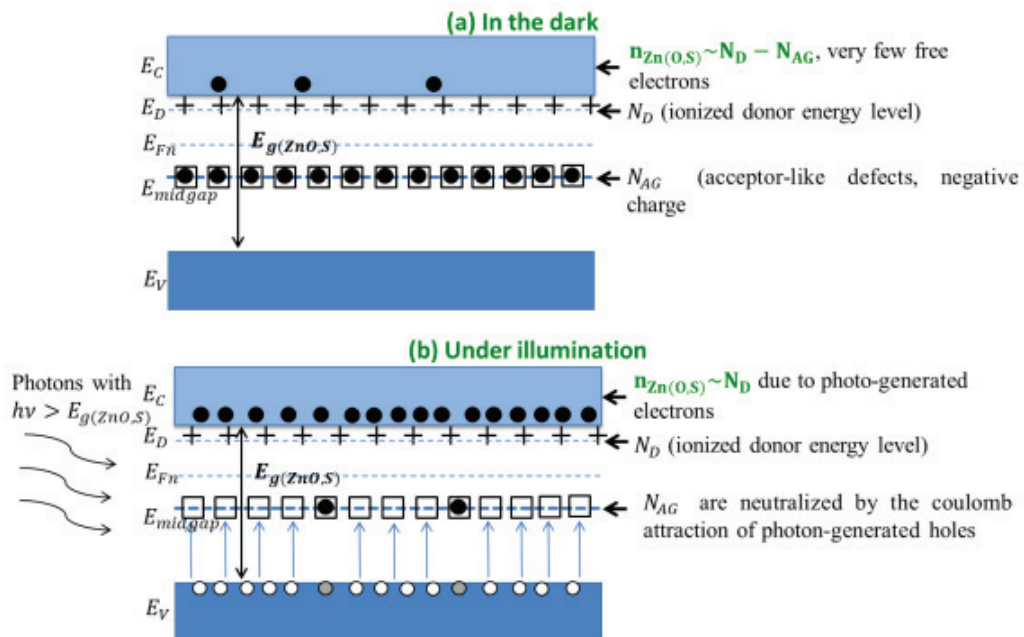 (a) In the dark
E_C
n_Zn(O,S)~N_D − N_AG, very few free
electrons
E_D
N_D (ionized donor energy level)
E_Fn
E_g(ZnO,S)
E_midgap
N_AG (acceptor-like defects, negative
charge
E_V
(b) Under illumination
Photons with
hν > E_g(ZnO,S)
E_C
n_Zn(O,S)~N_D due to photo-generated
electrons
E_D
N_D (ionized donor energy level)
E_Fn
E_g(ZnO,S)
E_midgap
N_AG are neutralized by the coulomb
attraction of photon-generated holes
E_V